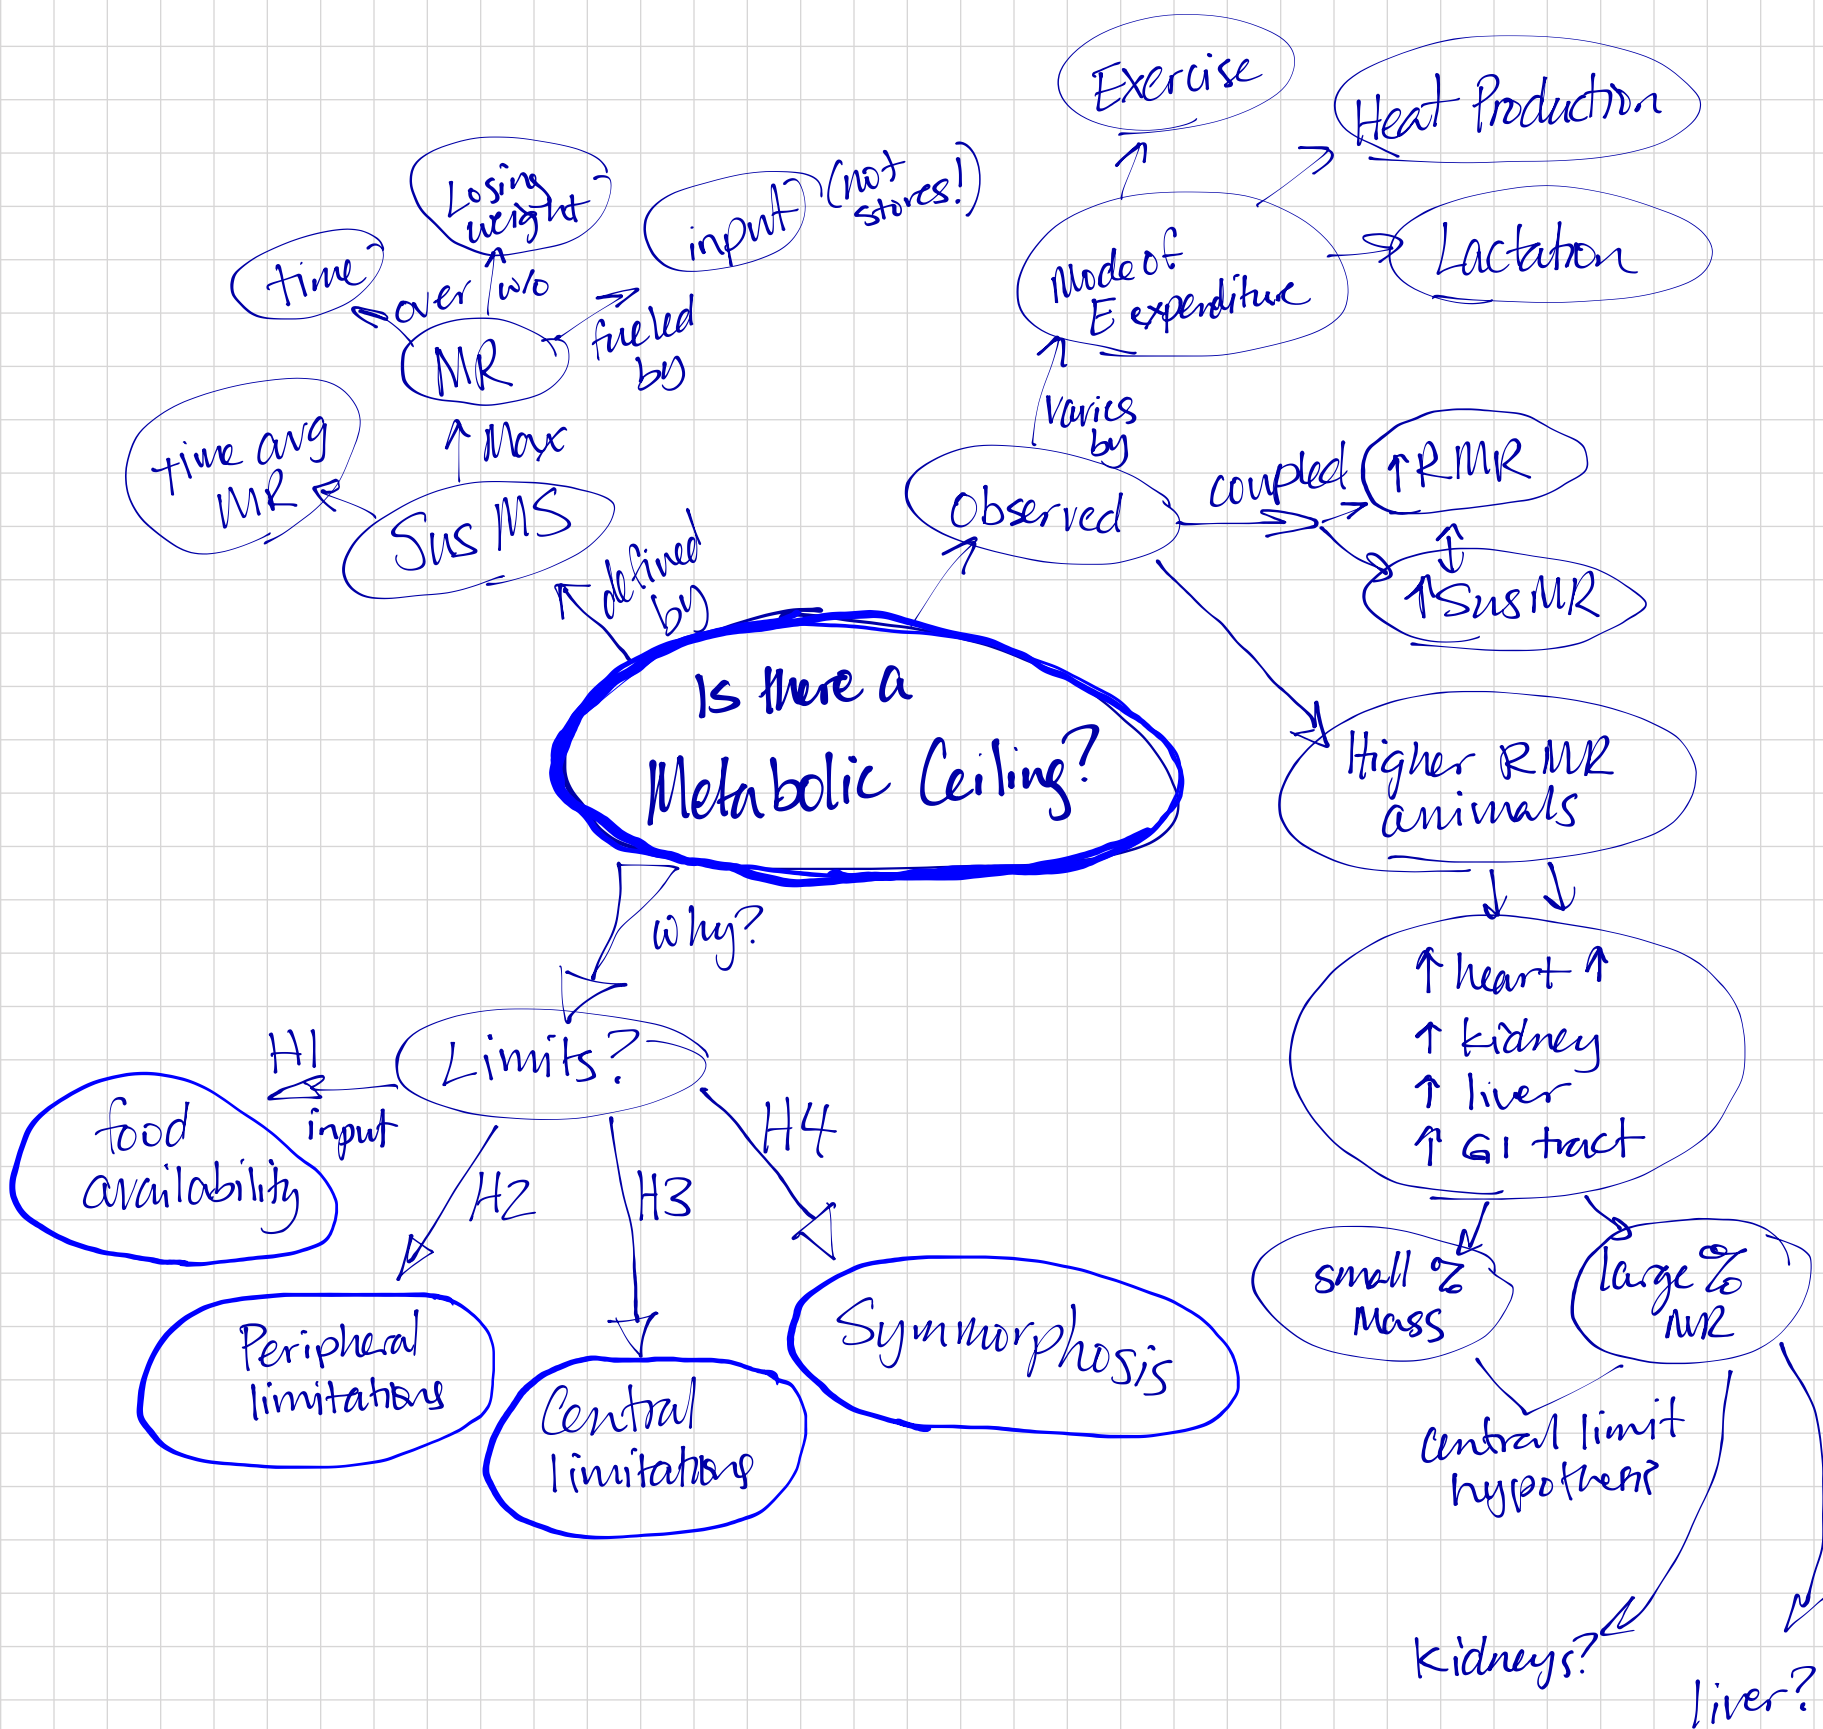 Exercise
Heat Production
Losing
weight
input
(not
stores!)
time
over
w/o
fueled
by
MR
Mode of
E expenditure
Lactation
time avg
MR
Max
Sus MS
defined
by
varies
by
Observed
coupled
↑RMR
↕
↑SusMR
Is there a
Metabolic Ceiling?
Higher RMR
animals
why?
↑ heart ↑
↑ kidney
↑ liver
↑ GI tract
Limits?
H1
input
food
availability
H2
H3
H4
Peripheral
limitations
Central
limitations
Symmorphosis
small %
Mass
large %
MR
central limit
hypothesis?
kidneys?
liver?